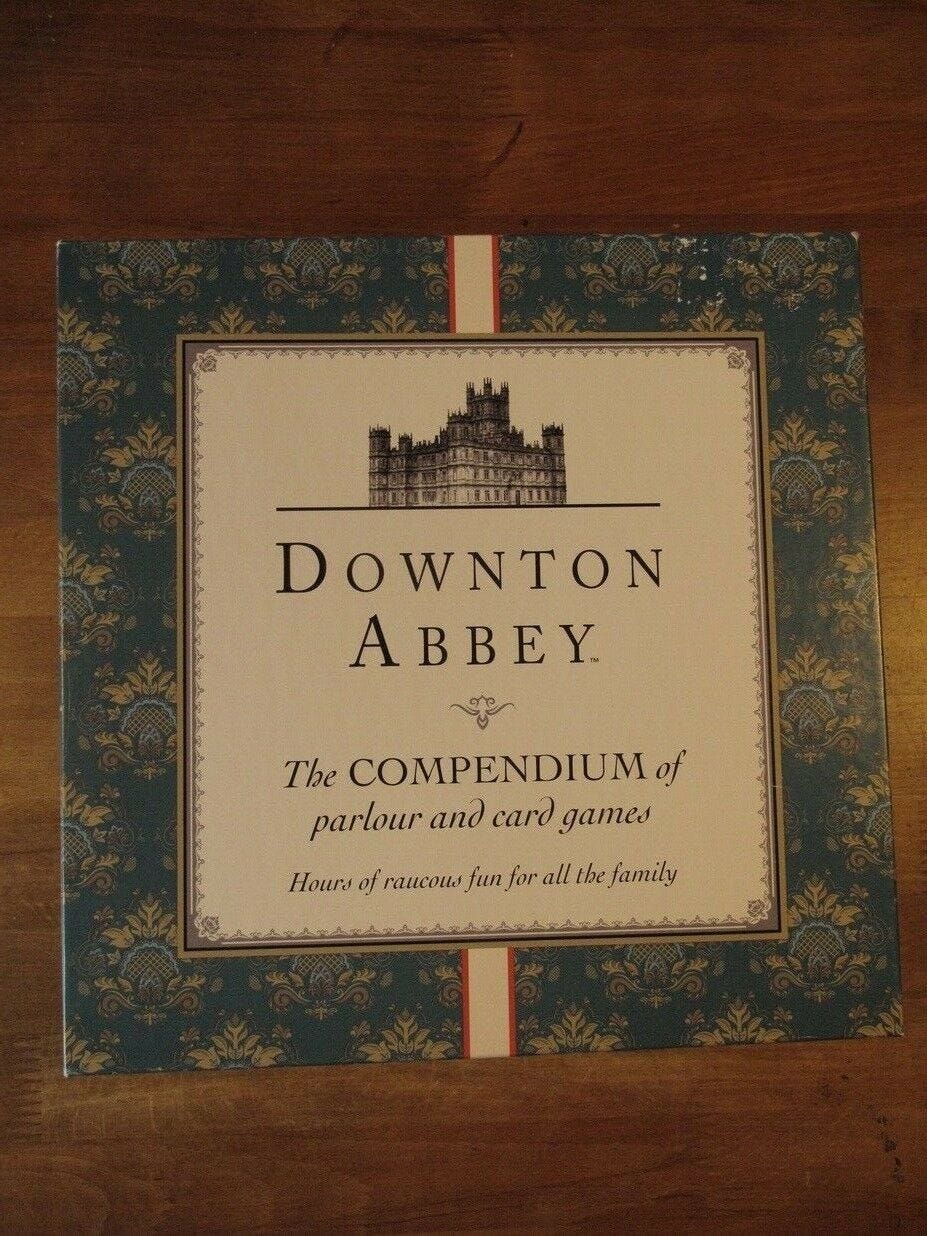 DOWNTON
ABBEY™
The COMPENDIUM of
parlour and card games
Hours of raucous fun for all the family